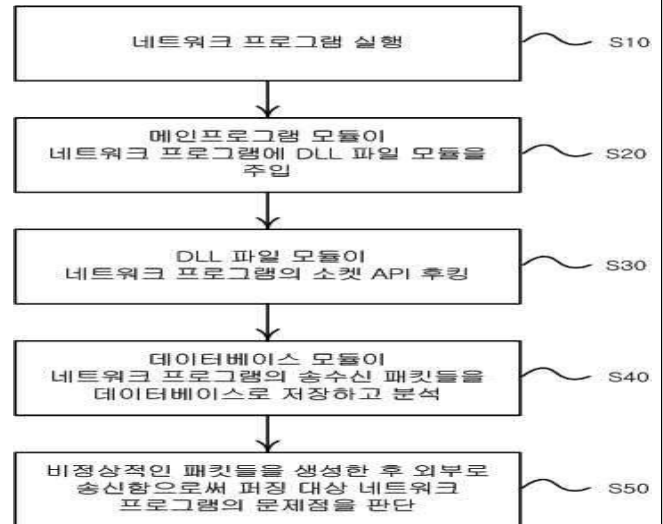 네트워크 프로그램 실행
S10
메인프로그램 모듈이
네트워크 프로그램에 DLL 파일 모듈을
주입
S20
DLL 파일 모듈이
네트워크 프로그램의 소켓 API 후킹
S30
데이터베이스 모듈이
네트워크 프로그램의 송수신 패킷들을
데이터베이스로 저장하고 분석
S40
비정상적인 패킷들을 생성한 후 외부로
송신함으로써 퍼징 대상 네트워크
프로그램의 문제점을 판단
S50